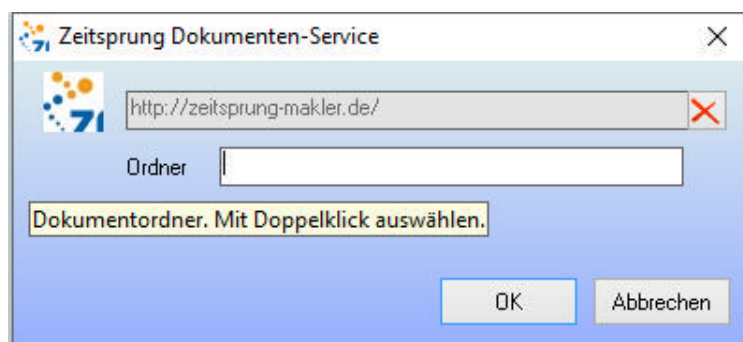 Zeitsprung Dokumenten-Service
http://zeitsprung-makler.de/
Ordner
Dokumentordner. Mit Doppelklick auswählen.
OK Abbrechen